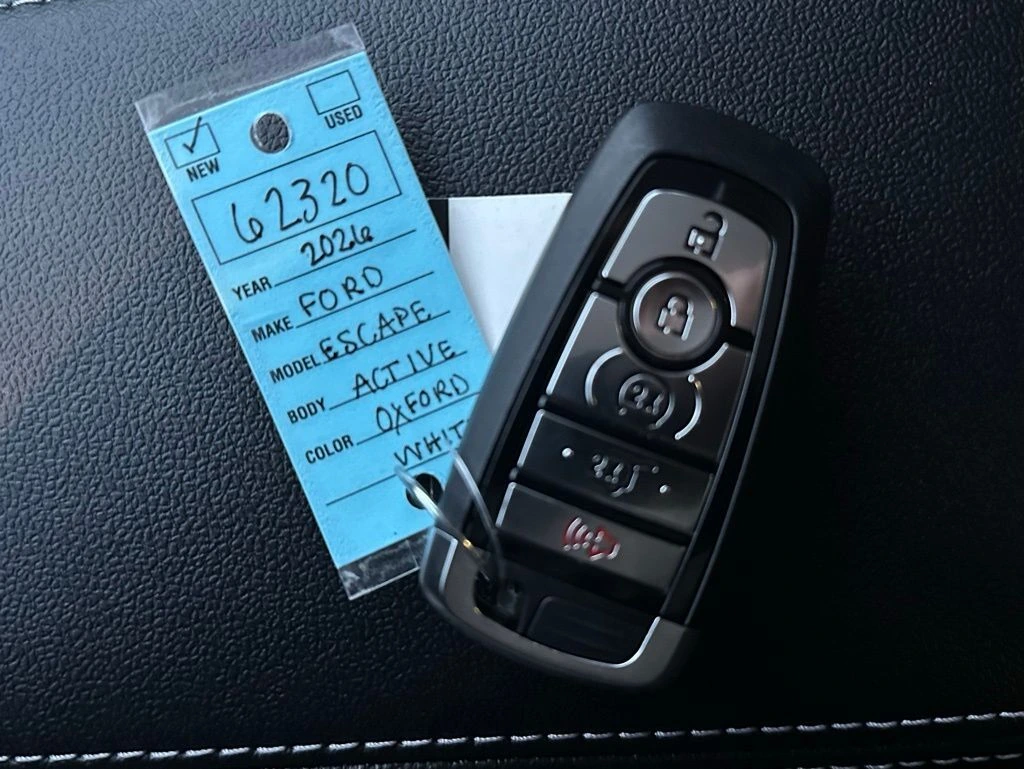 NEW
USED
62320
YEAR 2026
MAKE FORD
MODEL ESCAPE
BODY ACTIVE
COLOR OXFORD
WHIT